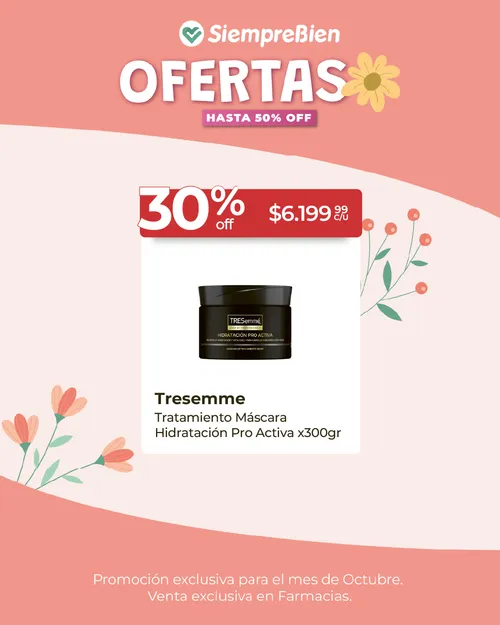 SiempreBien
OFERTAS
HASTA 50% OFF
30% off $6.199 99 c/u
TRESemmé
HIDRATACIÓN PRO ACTIVA
Tresemme
Tratamiento Máscara
Hidratación Pro Activa x300gr
Promoción exclusiva para el mes de Octubre.
Venta exclusiva en Farmacias.